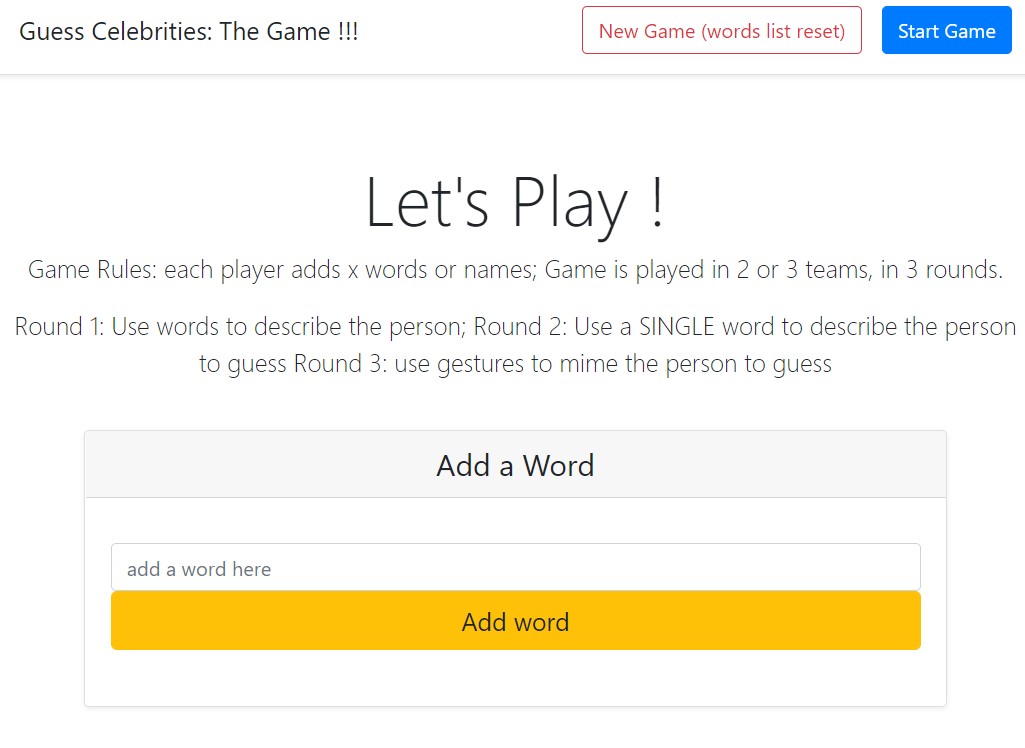 Guess Celebrities: The Game !!!
New Game (words list reset)
Start Game
Let's Play !
Game Rules: each player adds x words or names; Game is played in 2 or 3 teams, in 3 rounds.
Round 1: Use words to describe the person; Round 2: Use a SINGLE word to describe the person
to guess Round 3: use gestures to mime the person to guess
Add a Word
add a word here
Add word